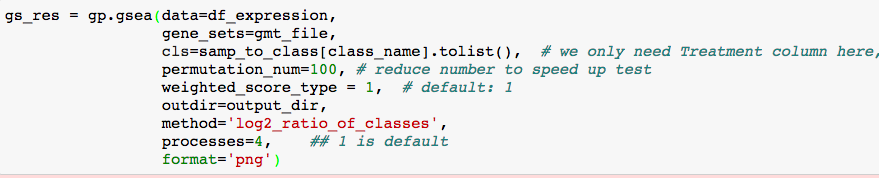 gs_res = gp.gsea(data=df_expression,
gene_sets=gmt_file,
cls=samp_to_class[class_name].tolist(),  # we only need Treatment column here,
permutation_num=100, # reduce number to speed up test
weighted_score_type = 1,  # default: 1
outdir=output_dir,
method='log2_ratio_of_classes',
processes=4,    ## 1 is default
format='png')